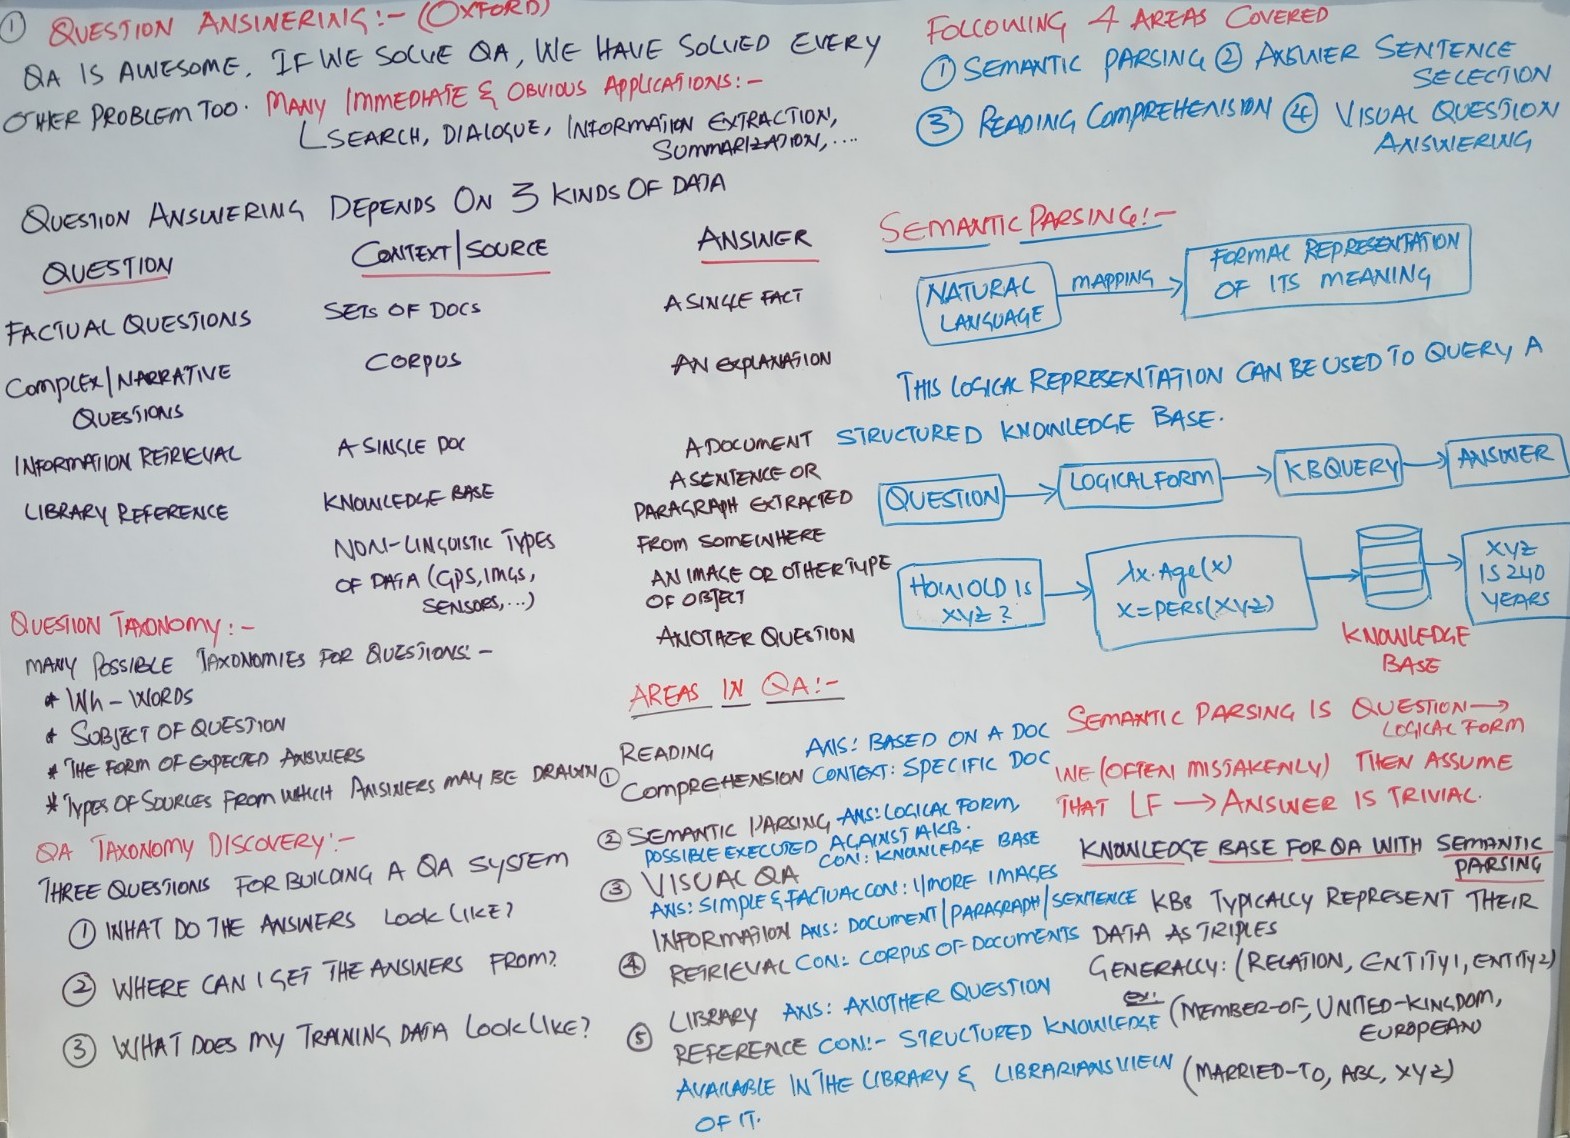 ① QUESTION ANSWERING:- (OXFORD)
QA IS AWESOME. IF WE SOLVE QA, WE HAVE SOLVED EVERY
OTHER PROBLEM TOO. MANY IMMEDIATE & OBVIOUS APPLICATIONS:-
SEARCH, DIALOGUE, INFORMATION EXTRACTION,
SUMMARIZATION,....
QUESTION ANSWERING DEPENDS ON 3 KINDS OF DATA
QUESTION
FACTUAL QUESTIONS
COMPLEX/NARRATIVE
QUESTIONS
INFORMATION RETRIEVAL
LIBRARY REFERENCE
CONTEXT/SOURCE
SETS OF DOCS
CORPUS
A SINGLE DOC
KNOWLEDGE BASE
NON-LINGUISTIC TYPES
OF DATA (GPS, IMGS,
SENSORS,...)
ANSWER
A SINGLE FACT
AN EXPLANATION
A DOCUMENT
A SENTENCE OR
PARAGRAPH EXTRACTED
FROM SOMEWHERE
AN IMAGE OR OTHER TYPE
OF OBJECT
ANOTHER QUESTION
QUESTION TAXONOMY:-
MANY POSSIBLE TAXONOMIES FOR QUESTIONS:-
* Wh-WORDS
* SUBJECT OF QUESTION
* THE FORM OF EXPECTED ANSWERS
* TYPES OF SOURCES FROM WHICH ANSWERS MAY BE DRAWN
QA TAXONOMY DISCOVERY:-
THREE QUESTIONS FOR BUILDING A QA SYSTEM
① WHAT DO THE ANSWERS LOOK LIKE?
② WHERE CAN I GET THE ANSWERS FROM?
③ WHAT DOES MY TRAINING DATA LOOK LIKE?
AREAS IN QA:-
① READING COMPREHENSION
ANS: BASED ON A DOC
CONTEXT: SPECIFIC DOC
② SEMANTIC PARSING ANS: LOGICAL FORM,
POSSIBLE EXECUTED AGAINST A KB.
CON: KNOWLEDGE BASE
③ VISUAL QA
ANS: SIMPLE & FACTUAL CON: 1/MORE IMAGES
④ INFORMATION RETRIEVAL
ANS: DOCUMENT/PARAGRAPH/SENTENCE
CON: CORPUS OF DOCUMENTS
⑤ LIBRARY REFERENCE
ANS: ANOTHER QUESTION
CON:- STRUCTURED KNOWLEDGE
AVAILABLE IN THE LIBRARY & LIBRARIANS VIEW
OF IT.
FOLLOWING 4 AREAS COVERED
① SEMANTIC PARSING ② ANSWER SENTENCE
SELECTION
③ READING COMPREHENSION ④ VISUAL QUESTION
ANSWERING
SEMANTIC PARSING:-
NATURAL
LANGUAGE
MAPPING
FORMAL REPRESENTATION
OF ITS MEANING
THIS LOGICAL REPRESENTATION CAN BE USED TO QUERY A
STRUCTURED KNOWLEDGE BASE.
QUESTION
LOGICAL FORM
KB QUERY
ANSWER
HOW OLD IS
XYZ?
λx.Age(x)
X=PERS(XYZ)
KNOWLEDGE
BASE
XYZ
IS 240
YEARS
SEMANTIC PARSING IS QUESTION →
LOGICAL FORM
WE (OFTEN MISTAKENLY) THEN ASSUME
THAT LF → ANSWER IS TRIVIAL.
KNOWLEDGE BASE FOR QA WITH SEMANTIC
PARSING
KBs TYPICALLY REPRESENT THEIR
DATA AS TRIPLES
GENERALLY: (RELATION, ENTITY1, ENTITY2)
ex: (MEMBER-OF, UNITED-KINGDOM,
EUROPEAN)
(MARRIED-TO, ABC, XYZ)